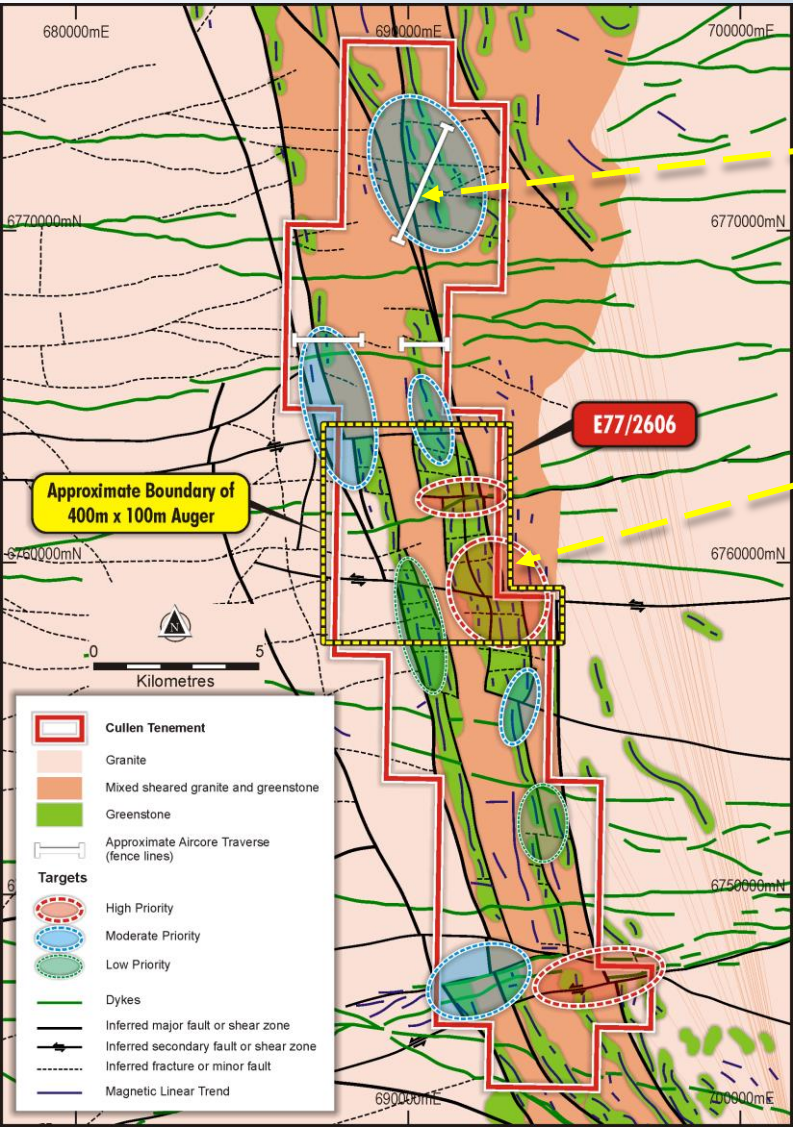 680000mE
690000mE
700000mE
6770000mN
6770000mN
E77/2606
Approximate Boundary of
400m x 100m Auger
6760000mN
6760000mN
N
0
5
Kilometres
Cullen Tenement
Granite
Mixed sheared granite and greenstone
Greenstone
Approximate Aircore Traverse
(fence lines)
Targets
High Priority
Moderate Priority
Low Priority
Dykes
Inferred major fault or shear zone
Inferred secondary fault or shear zone
Inferred fracture or minor fault
Magnetic Linear Trend
6750000mN
690000mE
700000mE